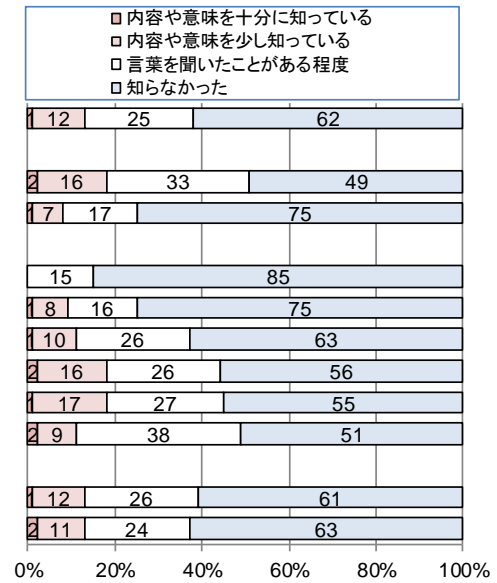 内容や意味を十分に知っている
内容や意味を少し知っている
言葉を聞いたことがある程度
知らなかった
1 12 25 62
2 16 33 49
1 7 17 75
15 85
1 8 16 75
1 10 26 63
2 16 26 56
1 17 27 55
2 9 38 51
1 12 26 61
2 11 24 63
0% 20% 40% 60% 80% 100%